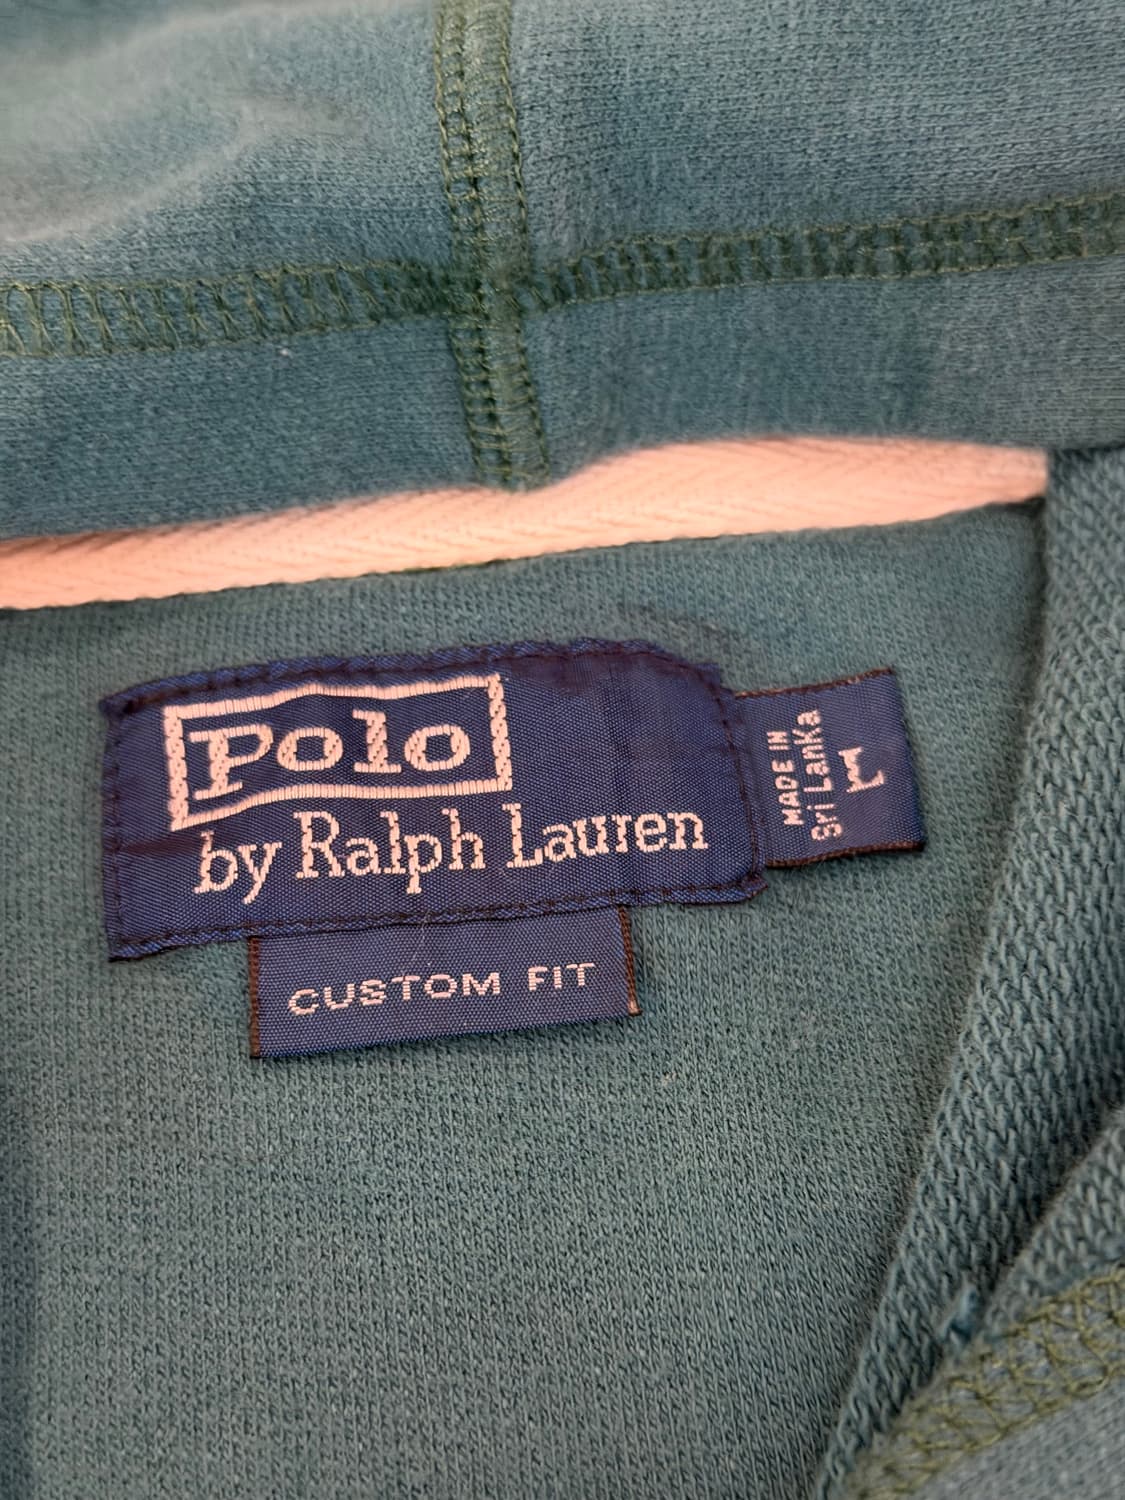 Polo
by Ralph Lauren
CUSTOM FIT
MADE IN
Sri Lanka
L